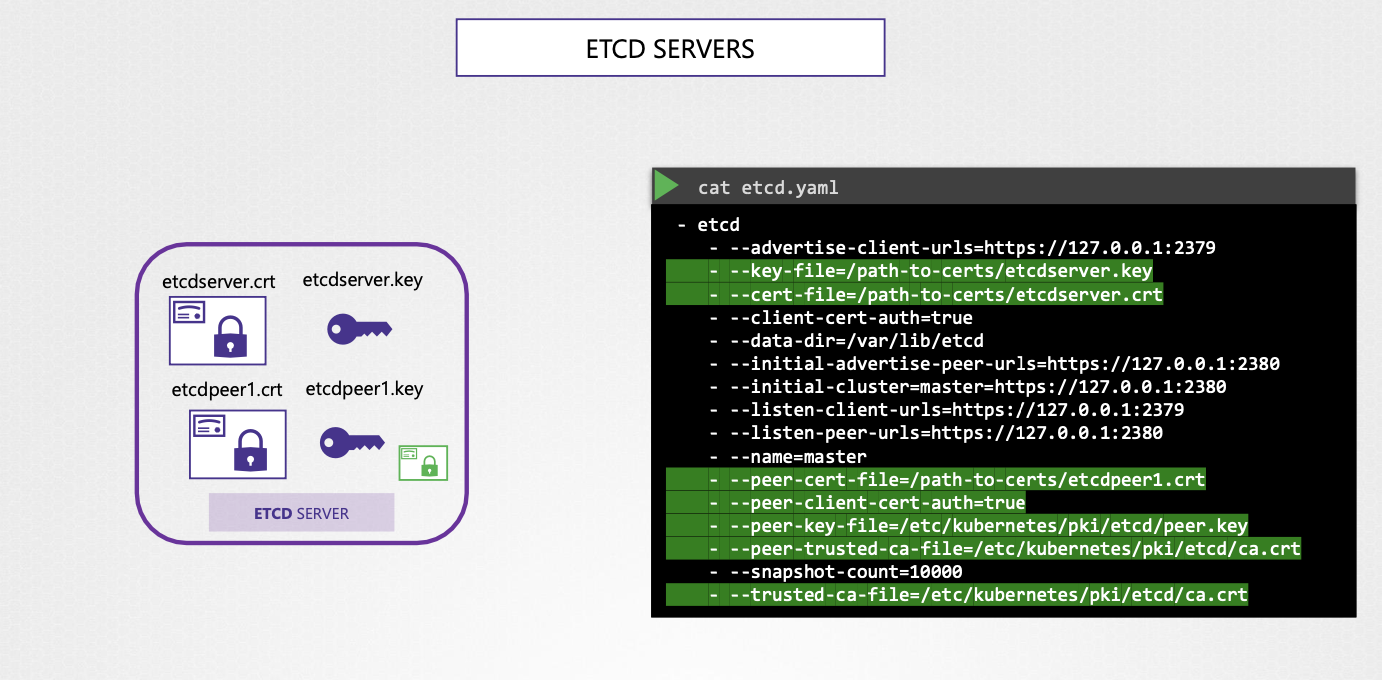 ETCD SERVERS
etcdserver.crt
etcdserver.key
etcdpeer1.crt
etcdpeer1.key
ETCD SERVER
cat etcd.yaml
- etcd
- --advertise-client-urls=https://127.0.0.1:2379
- --key-file=/path-to-certs/etcdserver.key
- --cert-file=/path-to-certs/etcdserver.crt
- --client-cert-auth=true
- --data-dir=/var/lib/etcd
- --initial-advertise-peer-urls=https://127.0.0.1:2380
- --initial-cluster=master=https://127.0.0.1:2380
- --listen-client-urls=https://127.0.0.1:2379
- --listen-peer-urls=https://127.0.0.1:2380
- --name=master
- --peer-cert-file=/path-to-certs/etcdpeer1.crt
- --peer-client-cert-auth=true
- --peer-key-file=/etc/kubernetes/pki/etcd/peer.key
- --peer-trusted-ca-file=/etc/kubernetes/pki/etcd/ca.crt
- --snapshot-count=10000
- --trusted-ca-file=/etc/kubernetes/pki/etcd/ca.crt